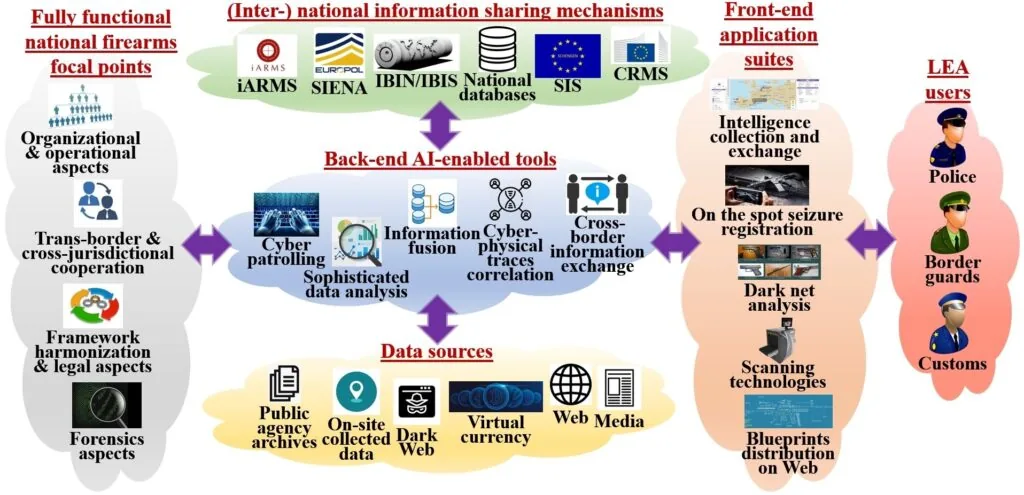 Fully functional
national firearms
focal points
Organizational
& operational
aspects
Trans-border &
cross-jurisdictional
cooperation
Framework
harmonization
& legal aspects
Forensics
aspects
(Inter-) national information sharing mechanisms
iARMS
iARMS
EUROPOL
SIENA
IBIN/IBIS
National
databases
SCHENGEN
SIS
CRMS
Back-end AI-enabled tools
Cyber
patrolling
Sophisticated
data analysis
Information
fusion
Cyber-
physical
traces
correlation
Cross-
border
information
exchange
Data sources
Public
agency
archives
On-site
collected
data
Dark
Web
Virtual
currency
Web
Media
Front-end
application
suites
Intelligence
collection and
exchange
On the spot seizure
registration
Dark net
analysis
Scanning
technologies
Blueprints
distribution
on Web
LEA
users
Police
Border
guards
Customs